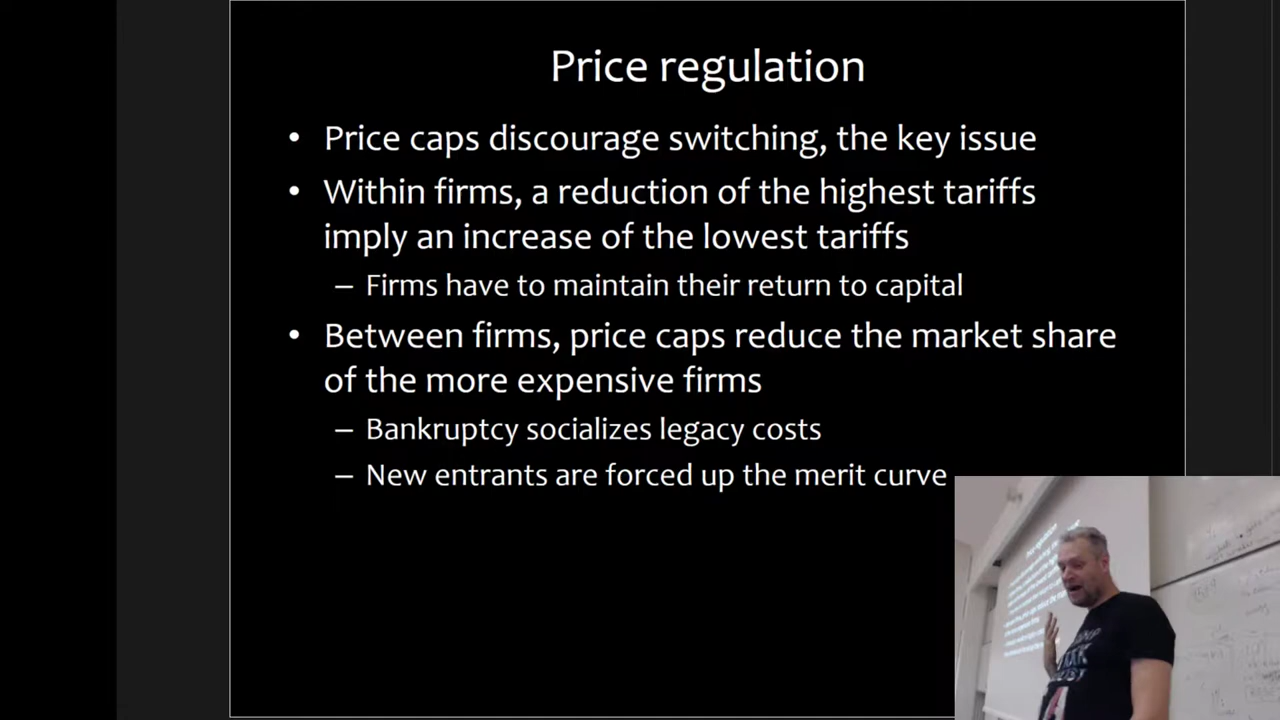 Price regulation
• Price caps discourage switching, the key issue
• Within firms, a reduction of the highest tariffs
imply an increase of the lowest tariffs
– Firms have to maintain their return to capital
• Between firms, price caps reduce the market share
of the more expensive firms
– Bankruptcy socializes legacy costs
– New entrants are forced up the merit curve
Price regulation